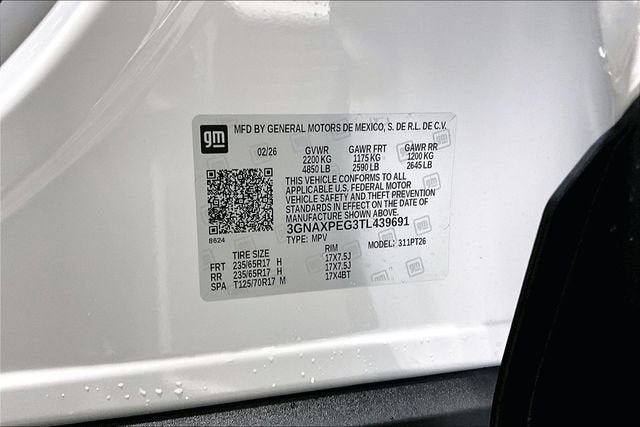 gm MFD BY GENERAL MOTORS DE MEXICO, S. DE R.L. DE C.V.
02/26 GVWR GAWR FRT GAWR RR
2200 KG 1175 KG 1200 KG
4850 LB 2590 LB 2645 LB
THIS VEHICLE CONFORMS TO ALL
APPLICABLE U.S. FEDERAL MOTOR
VEHICLE SAFETY AND THEFT PREVENTION
STANDARDS IN EFFECT ON THE DATE OF
MANUFACTURE SHOWN ABOVE.
3GNAXPEG3TL439691
8624 TYPE: MPV MODEL: 311PT26
TIRE SIZE RIM
FRT 235/65R17 H 17X7.5J
RR 235/65R17 H 17X7.5J
SPA T125/70R17 M 17X4BT